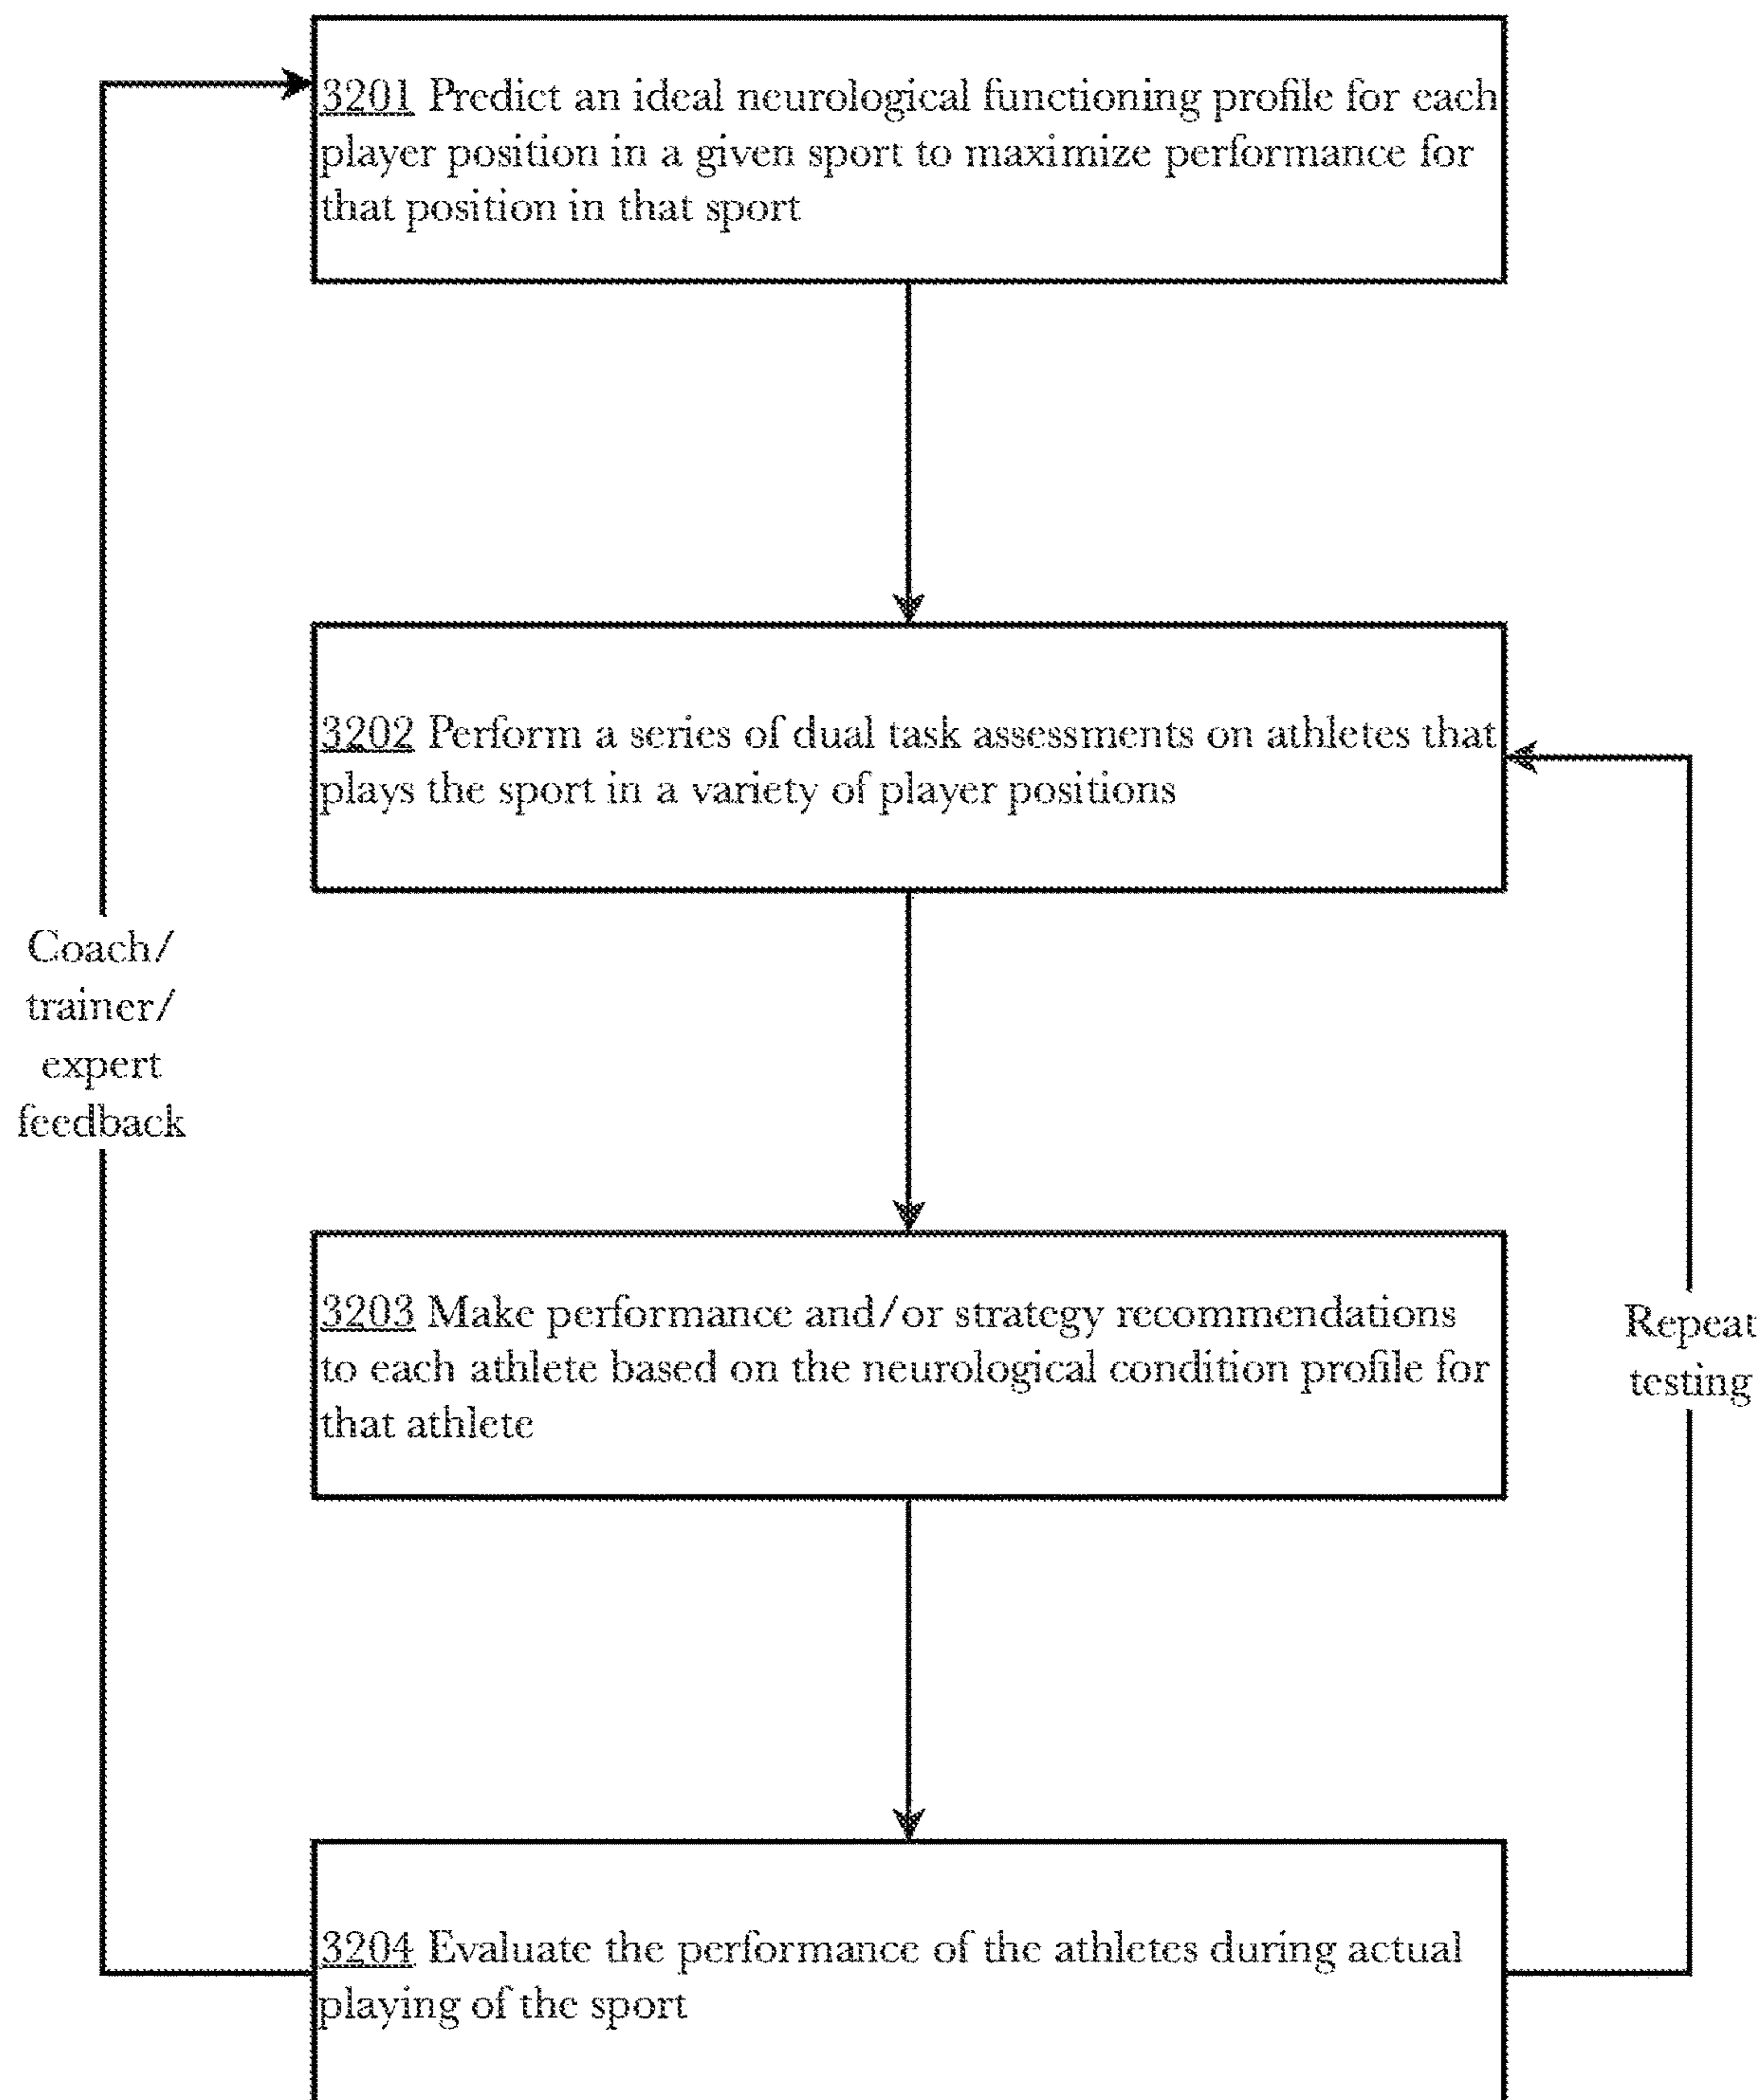 3201 Predict an ideal neurological functioning profile for each
player position in a given sport to maximize performance for
that position in that sport
3202 Perform a series of dual task assessments on athletes that
plays the sport in a variety of player positions
Coach/
trainer/
expert
feedback
3203 Make performance and/or strategy recommendations
to each athlete based on the neurological condition profile for
that athlete
Repeat
testing
3204 Evaluate the performance of the athletes during actual
playing of the sport